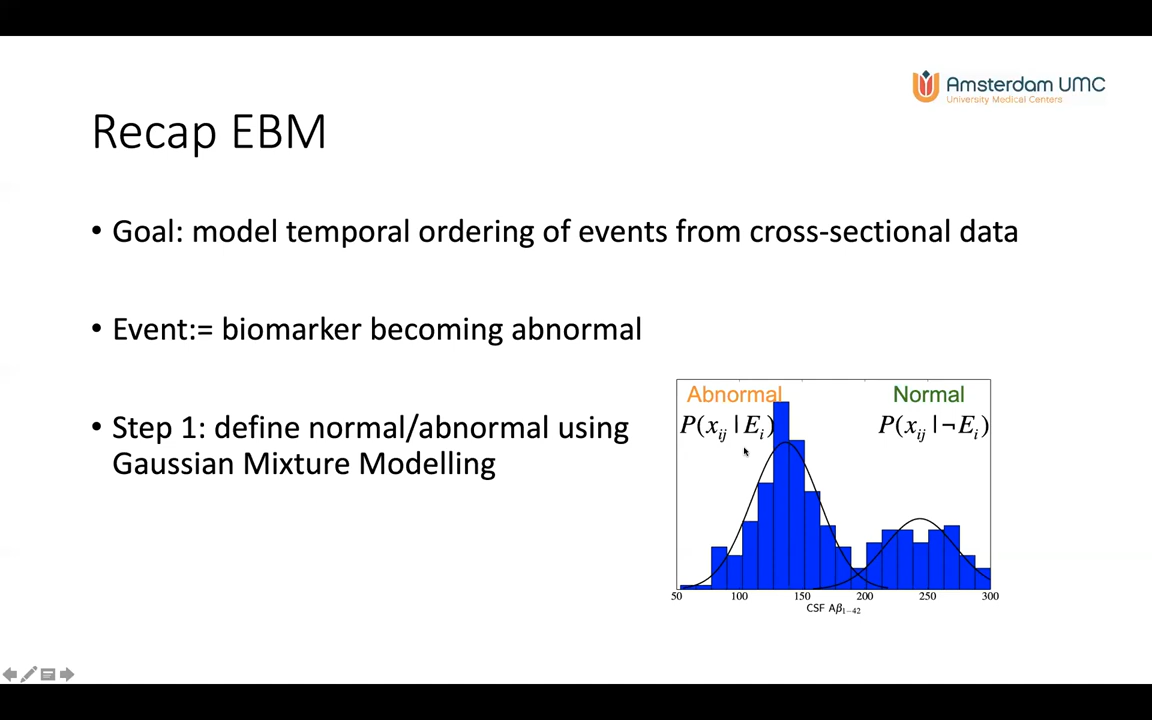 Amsterdam UMC
University Medical Centers
Recap EBM
• Goal: model temporal ordering of events from cross-sectional data
• Event:= biomarker becoming abnormal
• Step 1: define normal/abnormal using
Gaussian Mixture Modelling
Abnormal Normal
P(x_ij | E_i) P(x_ij | ¬E_i)
50 100 150 200 250 300
CSF Aβ₁₋₄₂